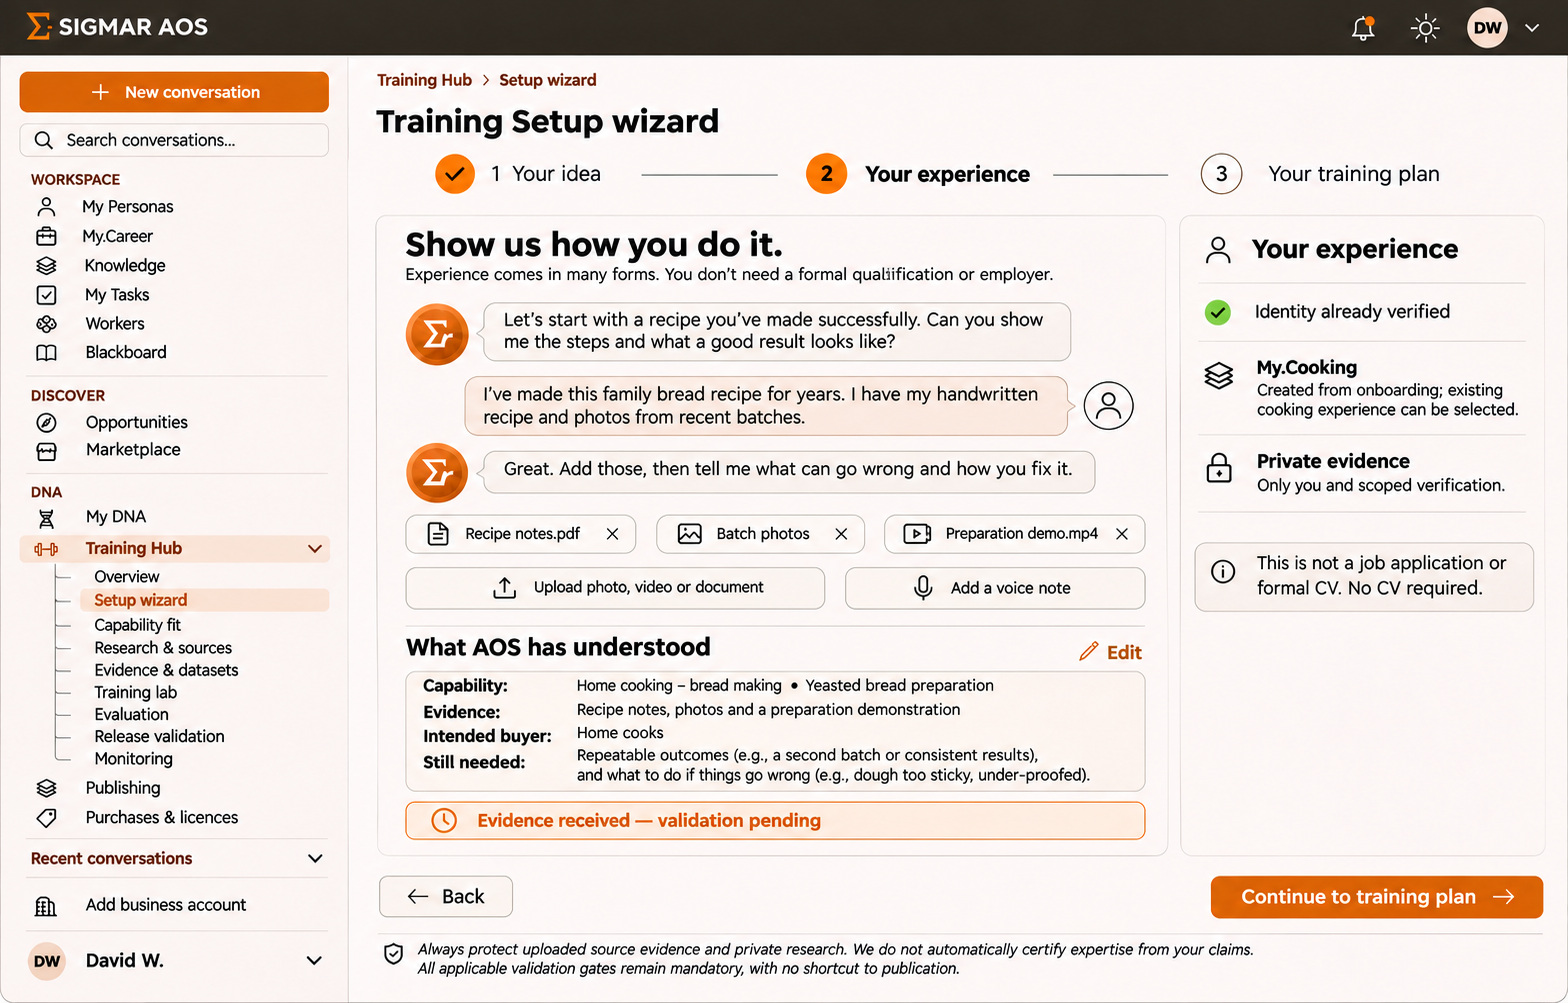 SIGMAR AOS
DW
New conversation
Search conversations...
WORKSPACE
My Personas
My.Career
Knowledge
My Tasks
Workers
Blackboard
DISCOVER
Opportunities
Marketplace
DNA
My DNA
Training Hub
Overview
Setup wizard
Capability fit
Research & sources
Evidence & datasets
Training lab
Evaluation
Release validation
Monitoring
Publishing
Purchases & licences
Recent conversations
Add business account
DW David W.
Training Hub > Setup wizard
Training Setup wizard
1 Your idea
2 Your experience
3 Your training plan
Show us how you do it.
Experience comes in many forms. You don't need a formal qualification or employer.
Let's start with a recipe you've made successfully. Can you show
me the steps and what a good result looks like?
I've made this family bread recipe for years. I have my handwritten
recipe and photos from recent batches.
Great. Add those, then tell me what can go wrong and how you fix it.
Recipe notes.pdf
Batch photos
Preparation demo.mp4
Upload photo, video or document
Add a voice note
What AOS has understood
Edit
Capability: Home cooking – bread making • Yeasted bread preparation
Evidence: Recipe notes, photos and a preparation demonstration
Intended buyer: Home cooks
Still needed: Repeatable outcomes (e.g., a second batch or consistent results),
and what to do if things go wrong (e.g., dough too sticky, under-proofed).
Evidence received — validation pending
Your experience
Identity already verified
My.Cooking
Created from onboarding; existing
cooking experience can be selected.
Private evidence
Only you and scoped verification.
This is not a job application or
formal CV. No CV required.
← Back
Continue to training plan →
Always protect uploaded source evidence and private research. We do not automatically certify expertise from your claims.
All applicable validation gates remain mandatory, with no shortcut to publication.